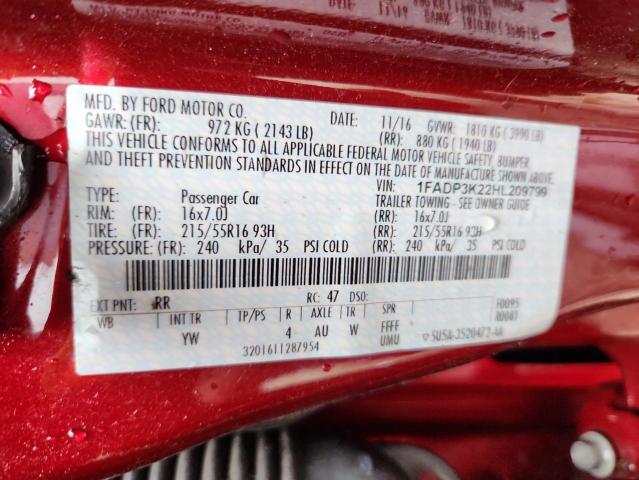 MFD. BY FORD MOTOR CO. DATE: 11/16 GVWR: 1810 KG ( 3990 LB)
GAWR: (FR): 972 KG ( 2143 LB) (RR): 880 KG ( 1940 LB)
THIS VEHICLE CONFORMS TO ALL APPLICABLE FEDERAL MOTOR VEHICLE SAFETY, BUMPER,
AND THEFT PREVENTION STANDARDS IN EFFECT ON THE DATE OF MANUFACTURE SHOWN ABOVE.
VIN: 1FADP3K22HL209799
TYPE: Passenger Car TRAILER TOWING - SEE OWNER GUIDE
RIM: (FR): 16x7.0J (RR): 16x7.0J
TIRE: (FR): 215/55R16 93H (RR): 215/55R16 93H
PRESSURE: (FR): 240 kPa/ 35 PSI COLD (RR): 240 kPa/ 35 PSI COLD
EXT PNT: RR RC: 47 DSO: F0095
R0081
WB INT TR TP/PS R AXLE TR SPR
YW 4 AU W FFFF
UMU
3201611287954 5U5A-3520472-AA